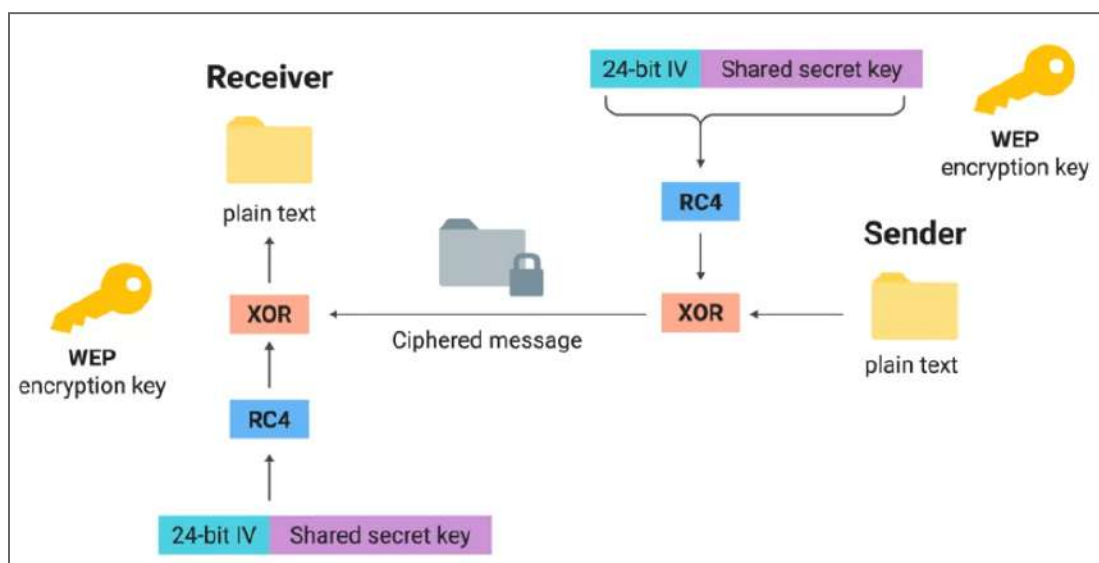 Receiver
plain text
24-bit IV Shared secret key
WEP
encryption key
RC4
Sender
plain text
XOR
Ciphered message
XOR
WEP
encryption key
RC4
24-bit IV Shared secret key